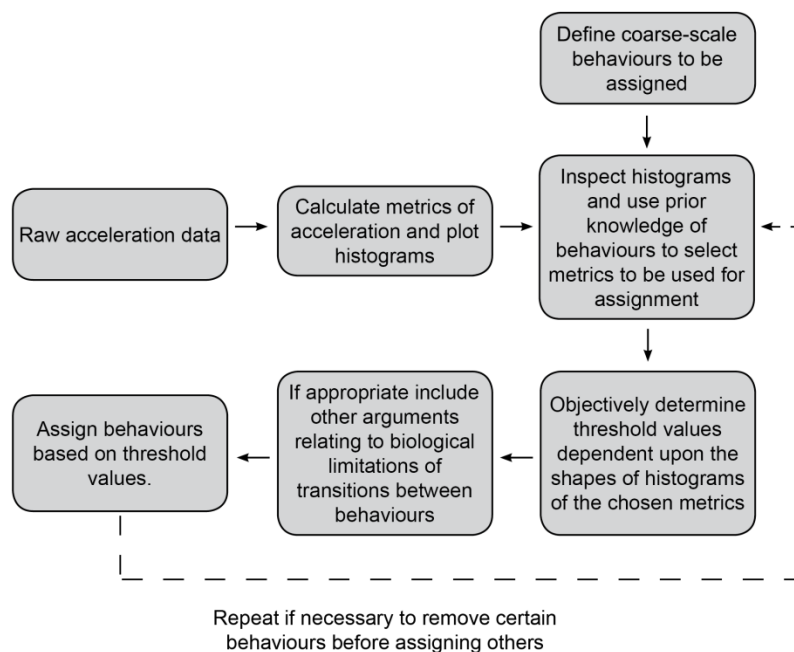 Define coarse-scale
behaviours to be
assigned
Raw acceleration data
Calculate metrics of
acceleration and plot
histograms
Inspect histograms
and use prior
knowledge of
behaviours to select
metrics to be used for
assignment
Objectively determine
threshold values
dependent upon the
shapes of histograms
of the chosen metrics
If appropriate include
other arguments
relating to biological
limitations of
transitions between
behaviours
Assign behaviours
based on threshold
values.
Repeat if necessary to remove certain
behaviours before assigning others